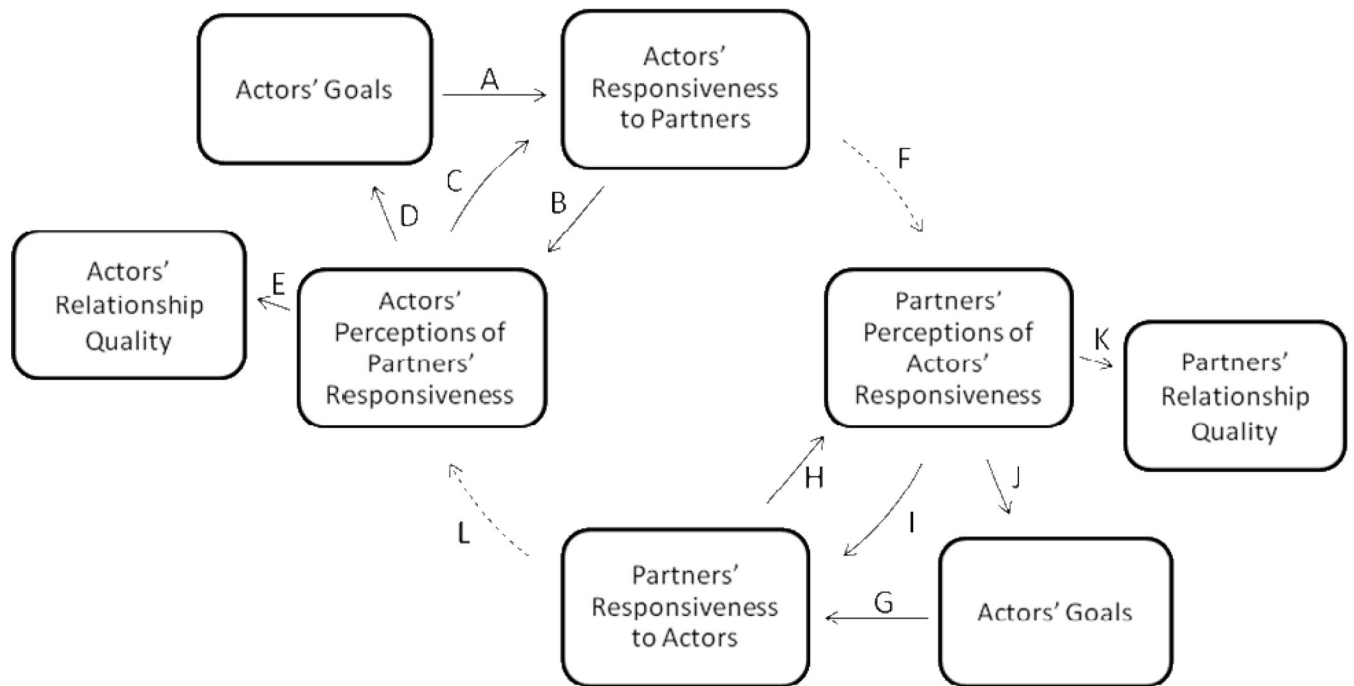 Actors’ Goals
A
Actors’
Responsiveness
to Partners
F
C
B
D
Actors’
Relationship
Quality
E
Actors’
Perceptions of
Partners’
Responsiveness
Partners’
Perceptions of
Actors’
Responsiveness
K
Partners’
Relationship
Quality
H
J
I
L
Partners’
Responsiveness
to Actors
G
Actors’ Goals